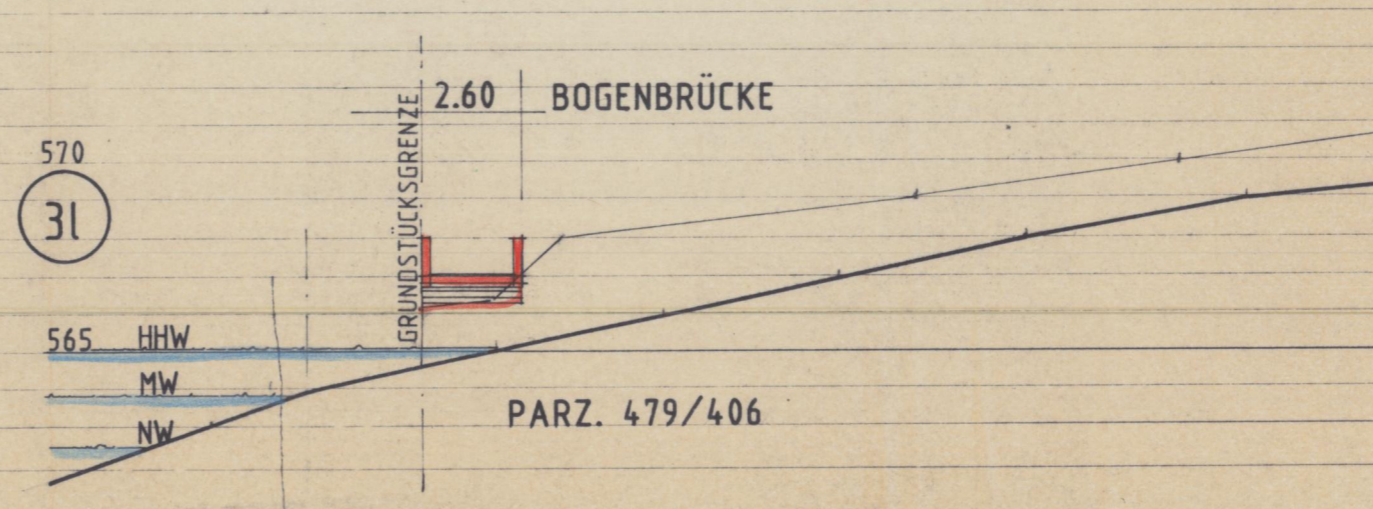 2.60 BOGENBRÜCKE
GRUNDSTÜCKSGRENZE
570
31
565 HHW
MW
NW
PARZ. 479/406